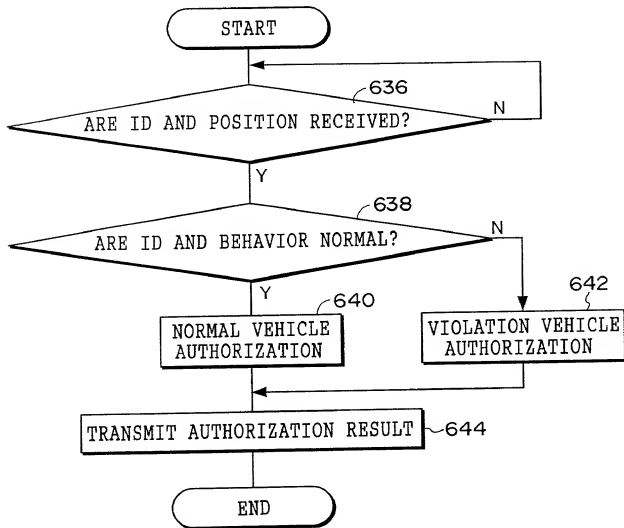 START
636
ARE ID AND POSITION RECEIVED?
N
Y
638
ARE ID AND BEHAVIOR NORMAL?
N
Y
640
642
NORMAL VEHICLE
AUTHORIZATION
VIOLATION VEHICLE
AUTHORIZATION
TRANSMIT AUTHORIZATION RESULT
644
END